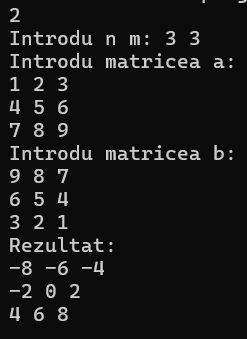 2
Introdu n m: 3 3
Introdu matricea a:
1 2 3
4 5 6
7 8 9
Introdu matricea b:
9 8 7
6 5 4
3 2 1
Rezultat:
-8 -6 -4
-2 0 2
4 6 8